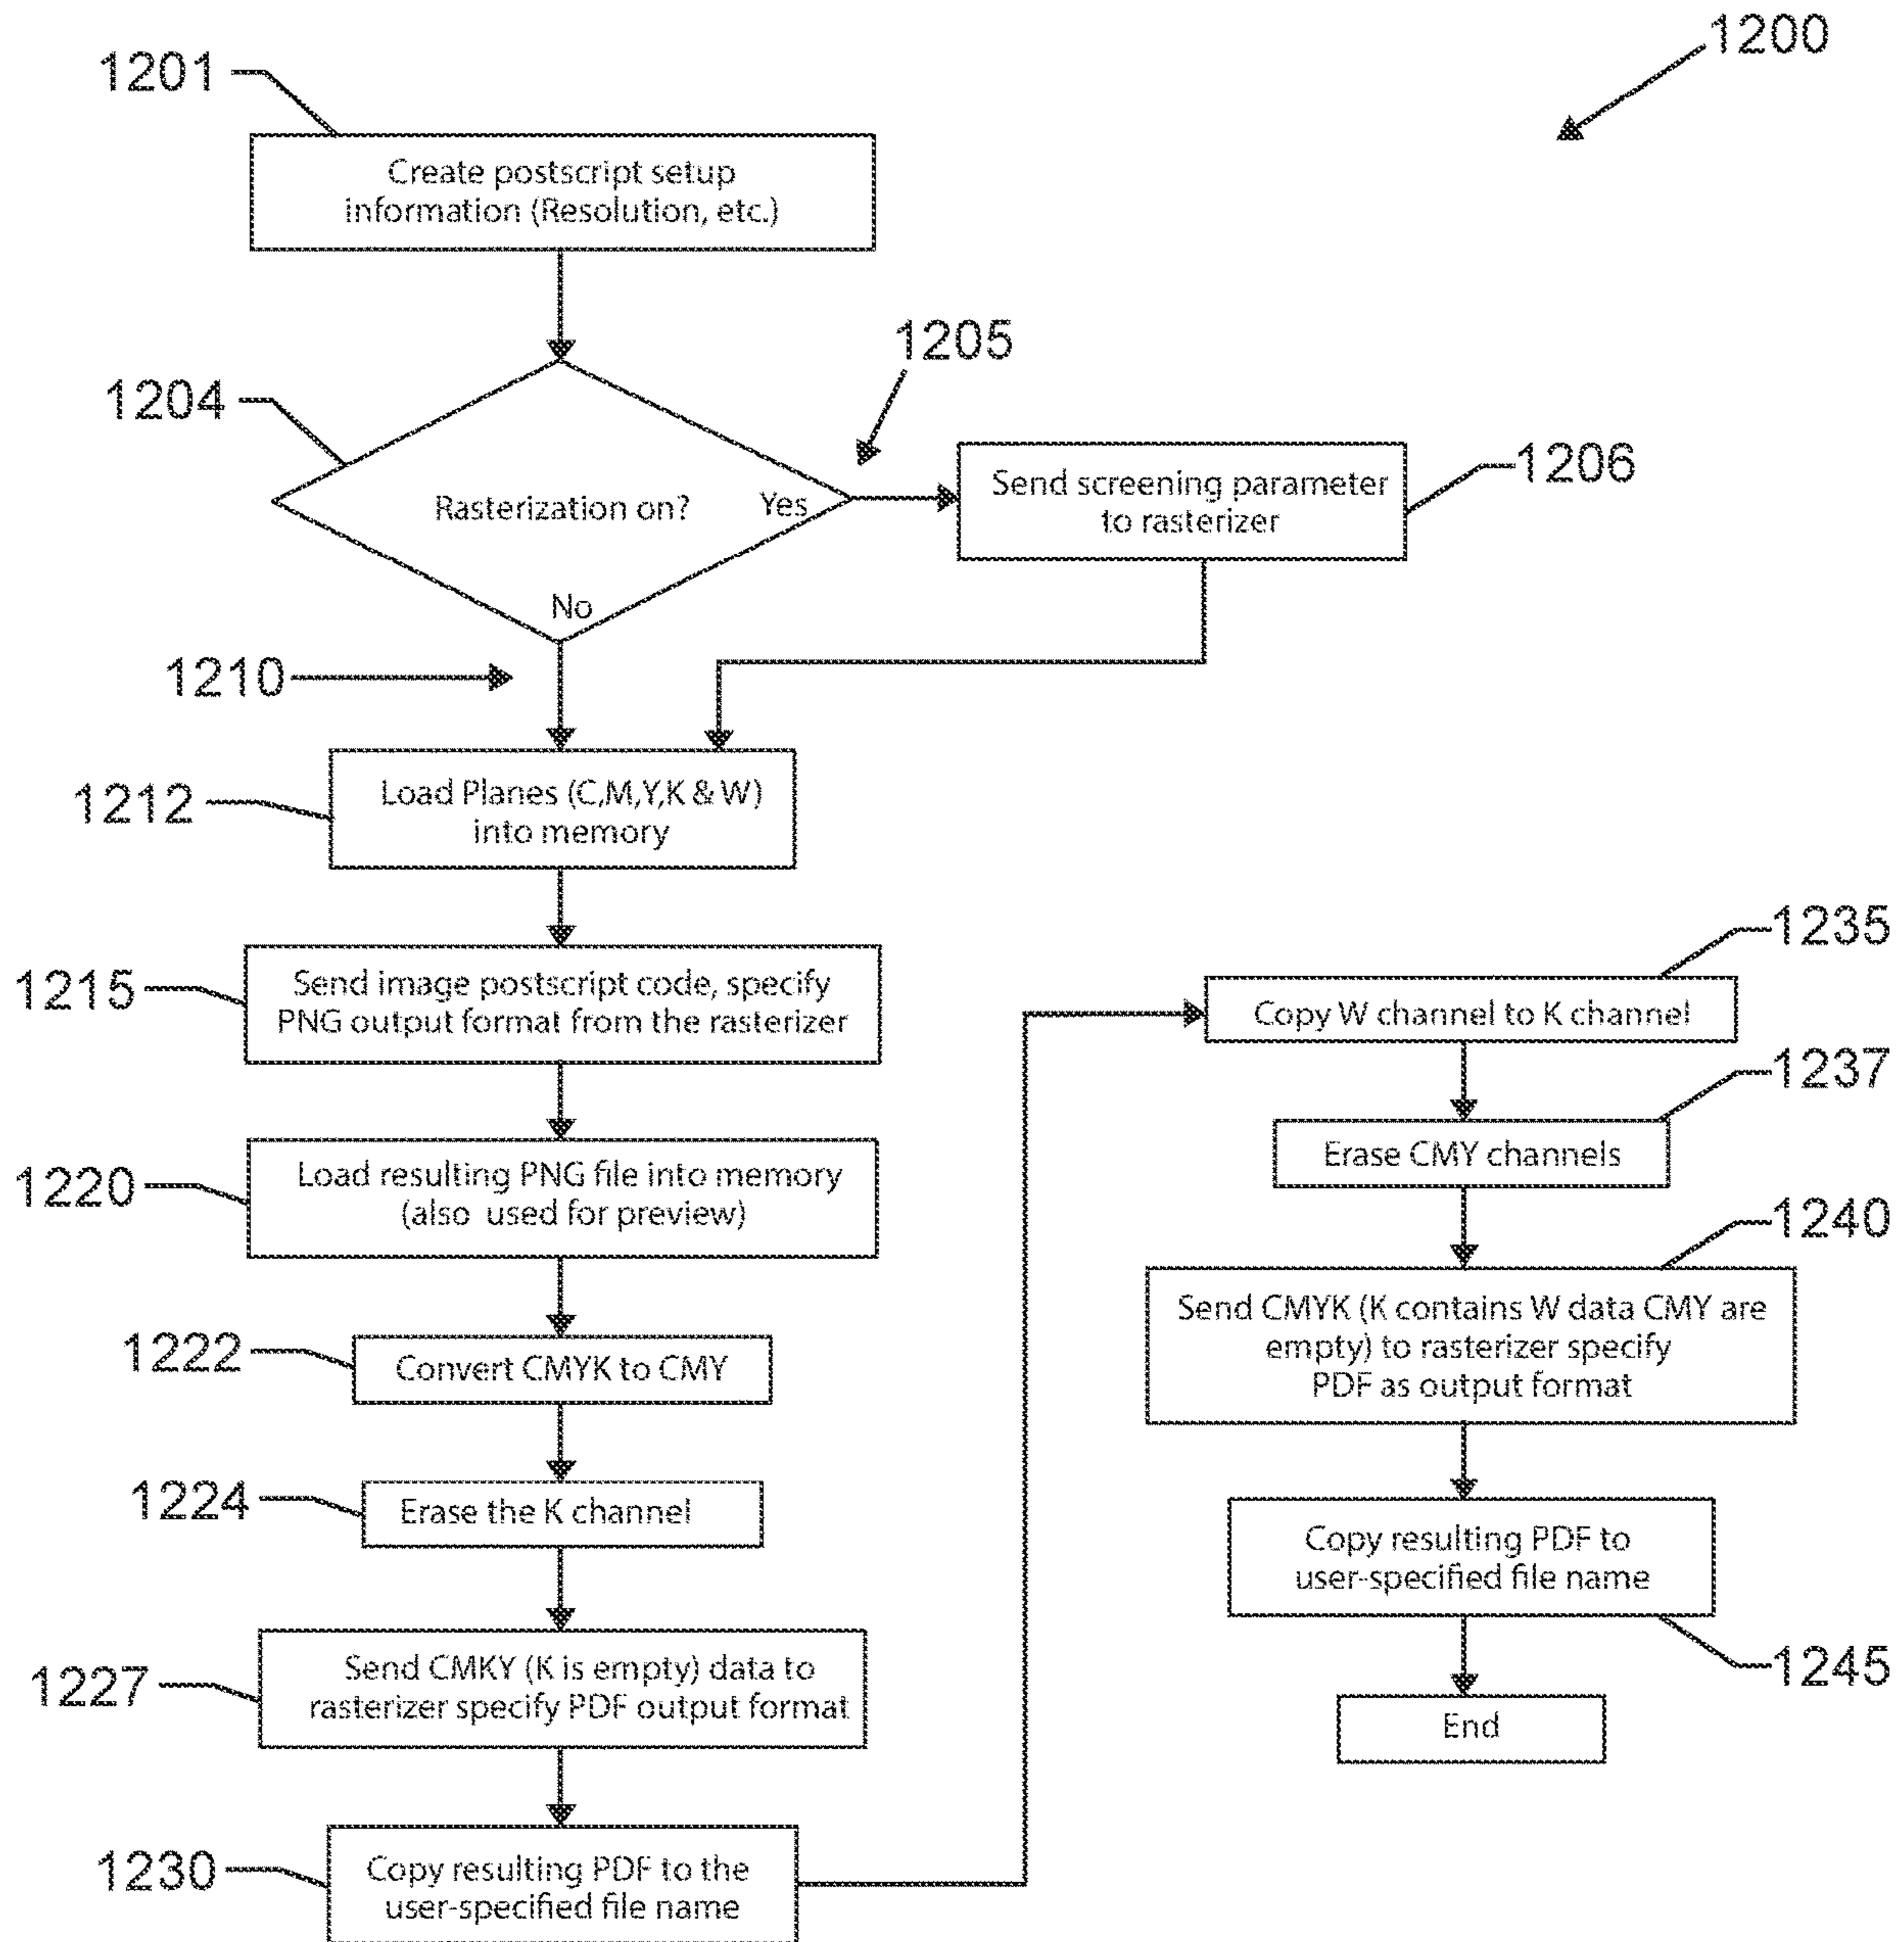 1200
1201
Create postscript setup
information (Resolution, etc.)
1204
1205
Rasterization on?
Yes
No
Send screening parameter
to rasterizer
1206
1210
1212
Load Planes (C,M,Y,K & W)
into memory
1215
Send image postscript code, specify
PNG output format from the rasterizer
1220
Load resulting PNG file into memory
(also used for preview)
1222
Convert CMYK to CMY
1224
Erase the K channel
1227
Send CMKY (K is empty) data to
rasterizer specify PDF output format
1230
Copy resulting PDF to the
user-specified file name
1235
Copy W channel to K channel
1237
Erase CMY channels
1240
Send CMYK (K contains W data CMY are
empty) to rasterizer specify
PDF as output format
Copy resulting PDF to
user-specified file name
1245
End